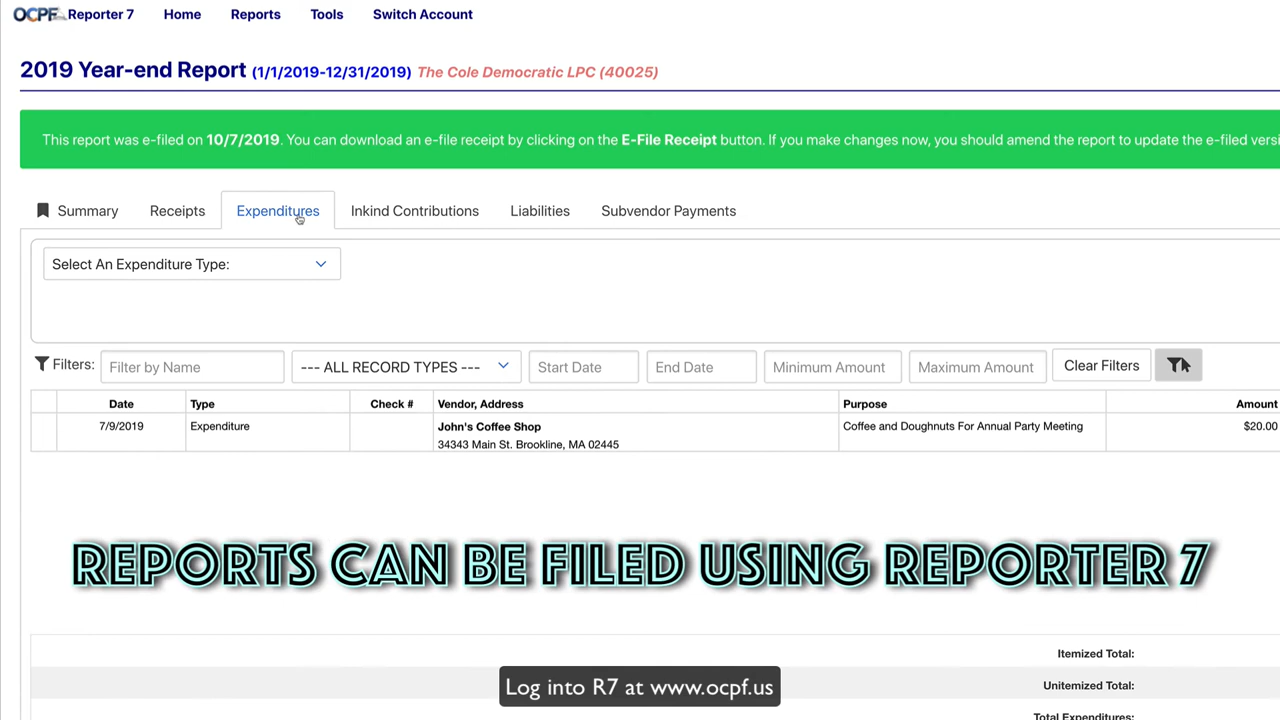 OCPF Reporter 7 Home Reports Tools Switch Account
2019 Year-end Report (1/1/2019-12/31/2019) The Cole Democratic LPC (40025)
This report was e-filed on 10/7/2019. You can download an e-file receipt by clicking on the E-File Receipt button. If you make changes now, you should amend the report to update the e-filed versi
Summary Receipts Expenditures Inkind Contributions Liabilities Subvendor Payments
Select An Expenditure Type:
Filters: Filter by Name --- ALL RECORD TYPES --- Start Date End Date Minimum Amount Maximum Amount Clear Filters
Date Type Check # Vendor, Address Purpose Amount
7/9/2019 Expenditure John's Coffee Shop Coffee and Doughnuts For Annual Party Meeting $20.00
34343 Main St. Brookline, MA 02445
REPORTS CAN BE FILED USING REPORTER 7
Itemized Total:
Unitemized Total:
Log into R7 at www.ocpf.us
Total Expenditures: